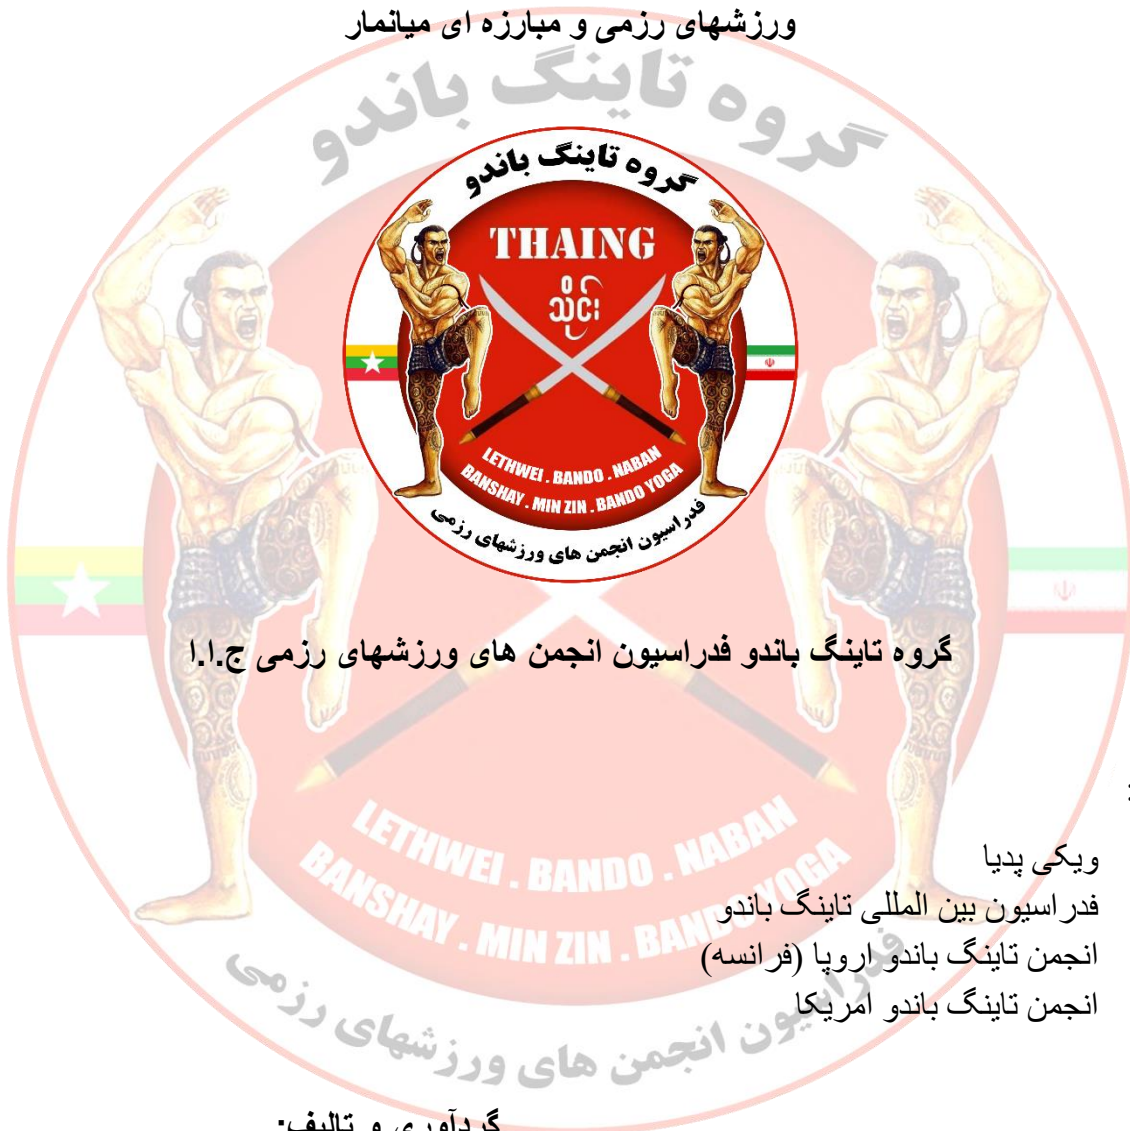 ورزشهای رزمی و مبارزه ای میانمار
گروه تاینگ باندو
گروه تاینگ باندو
THAING
သိုင်း
LETHWEI . BANDO . NABAN
BANSHAY . MIN ZIN . BANDO YOGA
فدراسیون انجمن های ورزشهای رزمی
گروه تاینگ باندو فدراسیون انجمن های ورزشهای رزمی ج.ا.ا
:
ویکی پدیا
فدراسیون بین المللی تاینگ باندو
انجمن تاینگ باندو اروپا (فرانسه)
انجمن تاینگ باندو امریکا
LETHWEI . BANDO . NABAN
BANSHAY . MIN ZIN . BANDO YOGA
فدراسیون انجمن های ورزشهای رزمی
گردآوری و تالیف: